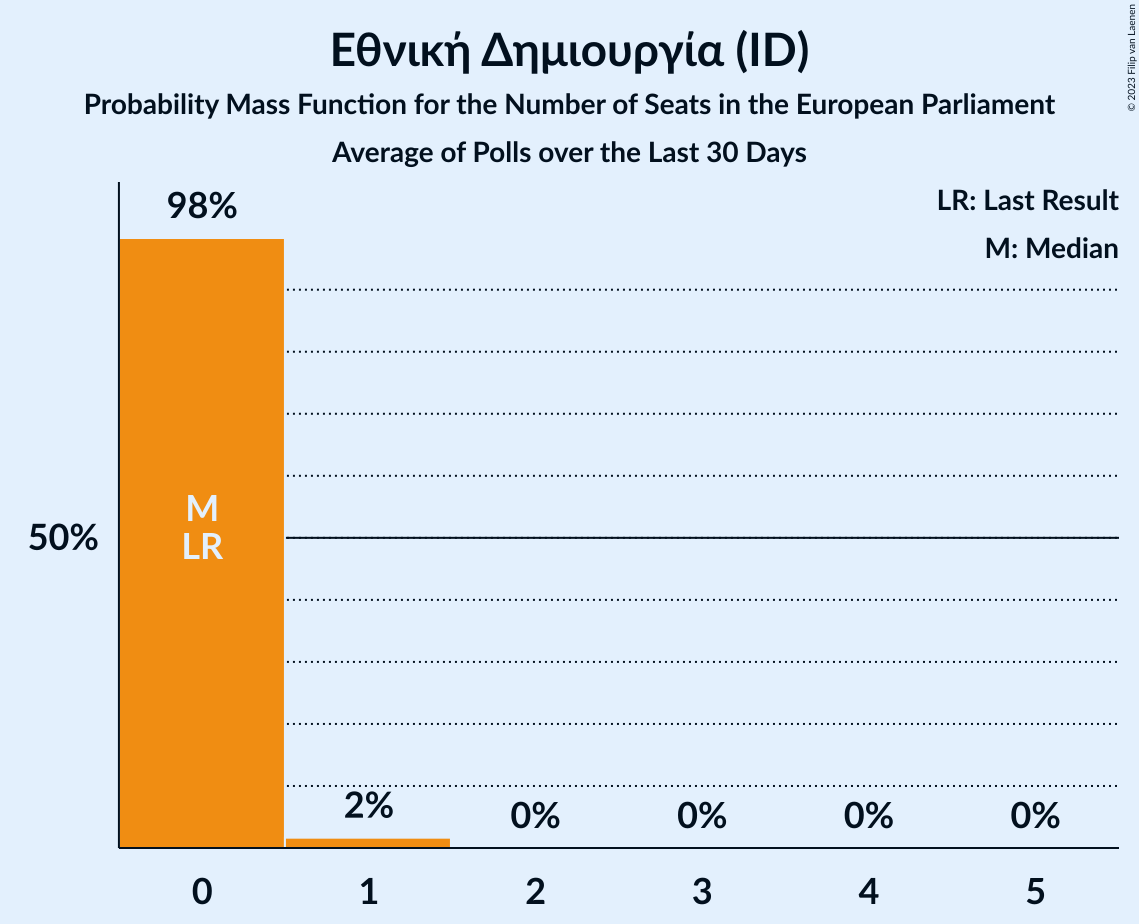 Εθνική Δημιουργία (ID)
Probability Mass Function for the Number of Seats in the European Parliament
Average of Polls over the Last 30 Days
© 2023 Filip van Laenen
LR: Last Result
M: Median
98%
M
LR
50%
2%
0%
0%
0%
0%
0
1
2
3
4
5